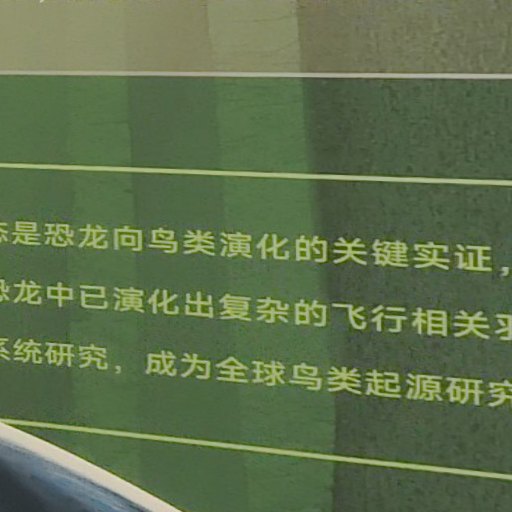 态是恐龙向鸟类演化的关键实证，
恐龙中已演化出复杂的飞行相关羽
系统研究，成为全球鸟类起源研究